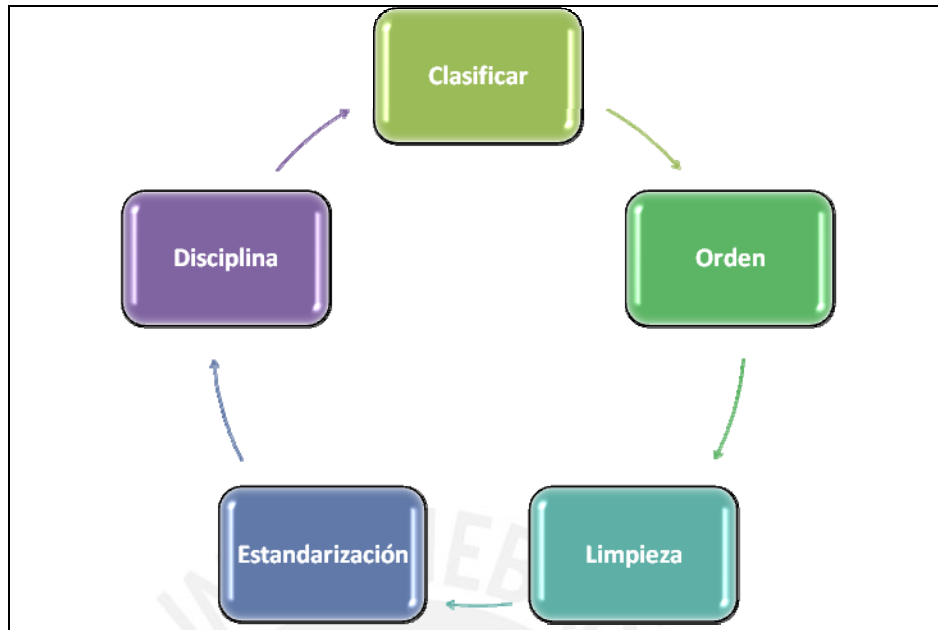 Clasificar
Orden
Limpieza
Estandarización
Disciplina